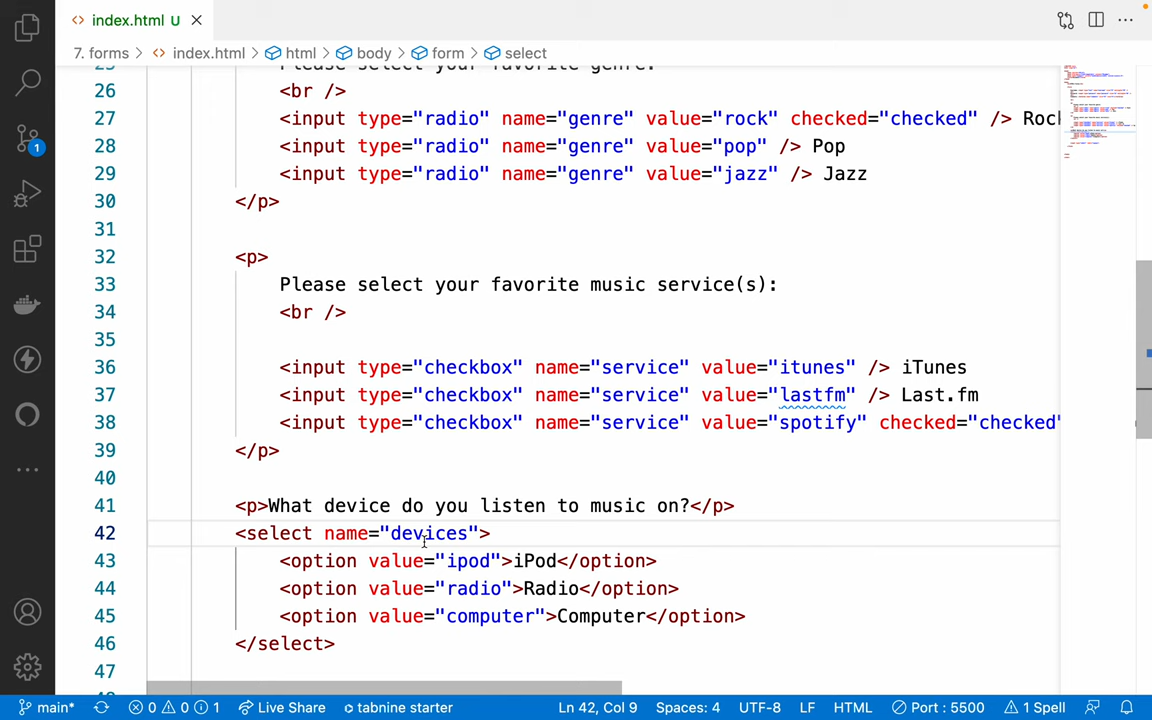 index.html U
7. forms > index.html > html > body > form > select
25 Please select your favorite genre:
26 <br />
27 <input type="radio" name="genre" value="rock" checked="checked" /> Rock
28 <input type="radio" name="genre" value="pop" /> Pop
29 <input type="radio" name="genre" value="jazz" /> Jazz
30 </p>
31
32 <p>
33 Please select your favorite music service(s):
34 <br />
35
36 <input type="checkbox" name="service" value="itunes" /> iTunes
37 <input type="checkbox" name="service" value="lastfm" /> Last.fm
38 <input type="checkbox" name="service" value="spotify" checked="checked"
39 </p>
40
41 <p>What device do you listen to music on?</p>
42 <select name="devices">
43 <option value="ipod">iPod</option>
44 <option value="radio">Radio</option>
45 <option value="computer">Computer</option>
46 </select>
47
1
main* 0 0 1 Live Share tabnine starter Ln 42, Col 9 Spaces: 4 UTF-8 LF HTML Port : 5500 1 Spell